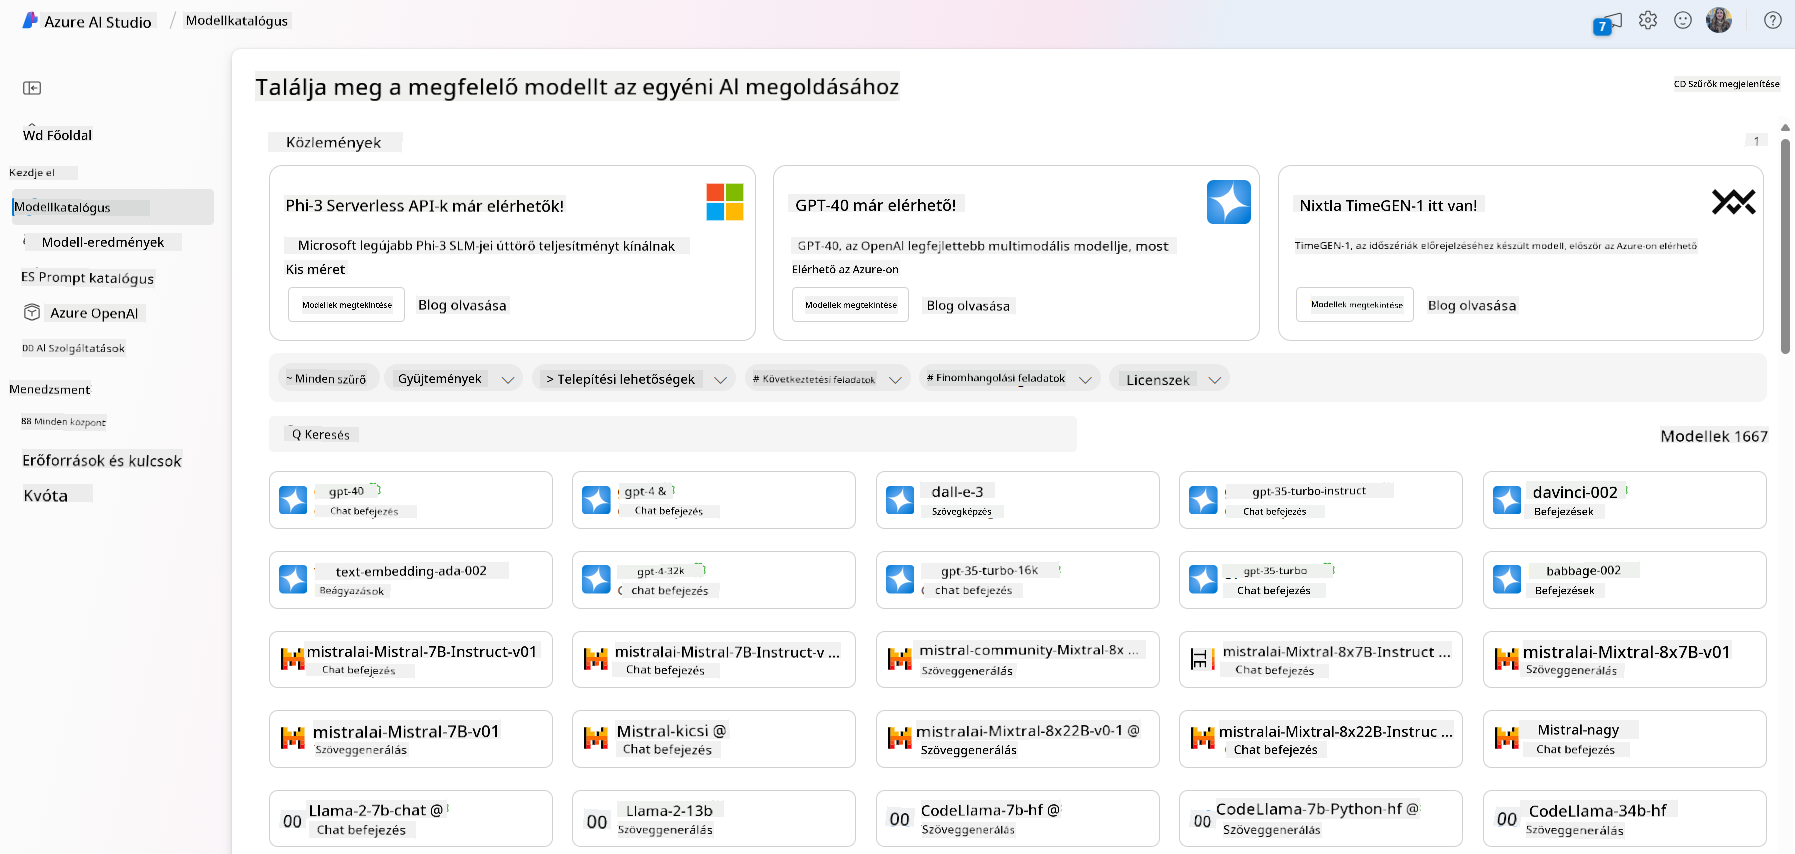 Azure AI Studio / Modellkatalógus
7
Találja meg a megfelelő modellt az egyéni AI megoldásához
CD Szűrők megjelenítése
Wd Főoldal
Kezdje el
Modellkatalógus
Modell-eredmények
ES Prompt katalógus
Azure OpenAI
00 AI Szolgáltatások
Menedzsment
88 Minden központ
Erőforrások és kulcsok
Kvóta
Közlemények
1
Phi-3 Serverless API-k már elérhetők!
Microsoft legújabb Phi-3 SLM-jei úttörő teljesítményt kínálnak
Kis méret
Modellek megtekintése
Blog olvasása
GPT-40 már elérhető!
GPT-40, az OpenAI legfejlettebb multimodális modellje, most
Elérhető az Azure-on
Modellek megtekintése
Blog olvasása
Nixtla TimeGEN-1 itt van!
TimeGEN-1, az időszériák előrejelzéséhez készült modell, először az Azure-on elérhető
Modellek megtekintése
Blog olvasása
~ Minden szűrő
Gyűjtemények
> Telepítési lehetőségek
# Következtetési feladatok
# Finomhangolási feladatok
Licenszek
Q Keresés
Modellek 1667
gpt-40
Chat befejezés
gpt-4 &
Chat befejezés
dall-e-3
Szövegképzés
gpt-35-turbo-instruct
Chat befejezés
davinci-002
Befejezések
text-embedding-ada-002
Beágyazások
gpt-4-32k
chat befejezés
gpt-35-turbo-16k
chat befejezés
gpt-35-turbo
Chat befejezés
babbage-002
Befejezések
mistralai-Mistral-7B-Instruct-v01
Chat befejezés
mistralai-Mistral-7B-Instruct-v ...
Chat befejezés
mistral-community-Mixtral-8x ...
Szöveggenerálás
mistralai-Mixtral-8x7B-Instruct ...
Chat befejezés
mistralai-Mixtral-8x7B-v01
Szöveggenerálás
mistralai-Mistral-7B-v01
Szöveggenerálás
Mistral-kicsi @
Chat befejezés
mistralai-Mixtral-8x22B-v0-1 @
Szöveggenerálás
mistralai-Mixtral-8x22B-Instruc ...
Chat befejezés
Mistral-nagy
Chat befejezés
00 Llama-2-7b-chat @
Chat befejezés
00 Llama-2-13b
Szöveggenerálás
00 CodeLlama-7b-hf @
Szöveggenerálás
00 CodeLlama-7b-Python-hf @
Szöveggenerálás
00 CodeLlama-34b-hf
Szöveggenerálás